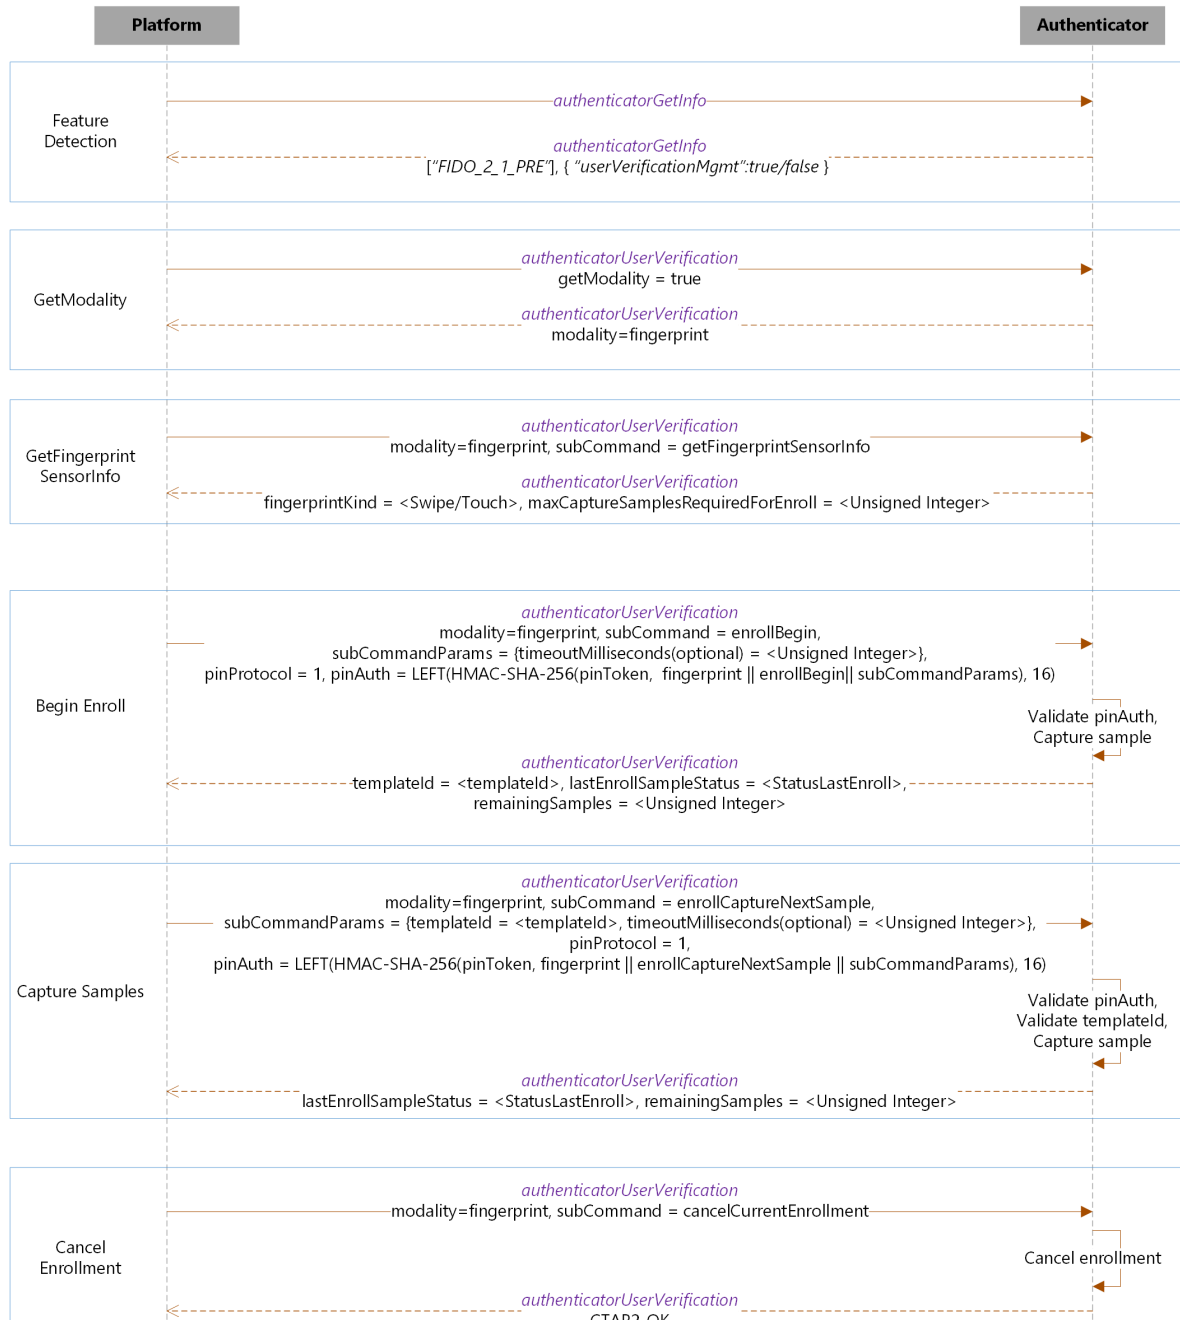 Platform
Authenticator
Feature
Detection
authenticatorGetInfo
authenticatorGetInfo
[“FIDO_2_1_PRE”], { “userVerificationMgmt”:true/false }
GetModality
authenticatorUserVerification
getModality = true
authenticatorUserVerification
modality=fingerprint
GetFingerprint
SensorInfo
authenticatorUserVerification
modality=fingerprint, subCommand = getFingerprintSensorInfo
authenticatorUserVerification
fingerprintKind = <Swipe/Touch>, maxCaptureSamplesRequiredForEnroll = <Unsigned Integer>
Begin Enroll
authenticatorUserVerification
modality=fingerprint, subCommand = enrollBegin,
subCommandParams = {timeoutMilliseconds(optional) = <Unsigned Integer>},
pinProtocol = 1, pinAuth = LEFT(HMAC-SHA-256(pinToken,  fingerprint || enrollBegin|| subCommandParams), 16)
Validate pinAuth,
Capture sample
authenticatorUserVerification
templateId = <templateId>, lastEnrollSampleStatus = <StatusLastEnroll>,
remainingSamples = <Unsigned Integer>
Capture Samples
authenticatorUserVerification
modality=fingerprint, subCommand = enrollCaptureNextSample,
subCommandParams = {templateId = <templateId>, timeoutMilliseconds(optional) = <Unsigned Integer>},
pinProtocol = 1,
pinAuth = LEFT(HMAC-SHA-256(pinToken, fingerprint || enrollCaptureNextSample || subCommandParams), 16)
Validate pinAuth,
Validate templateId,
Capture sample
authenticatorUserVerification
lastEnrollSampleStatus = <StatusLastEnroll>, remainingSamples = <Unsigned Integer>
Cancel
Enrollment
authenticatorUserVerification
modality=fingerprint, subCommand = cancelCurrentEnrollment
Cancel enrollment
authenticatorUserVerification
CTAP2_OK